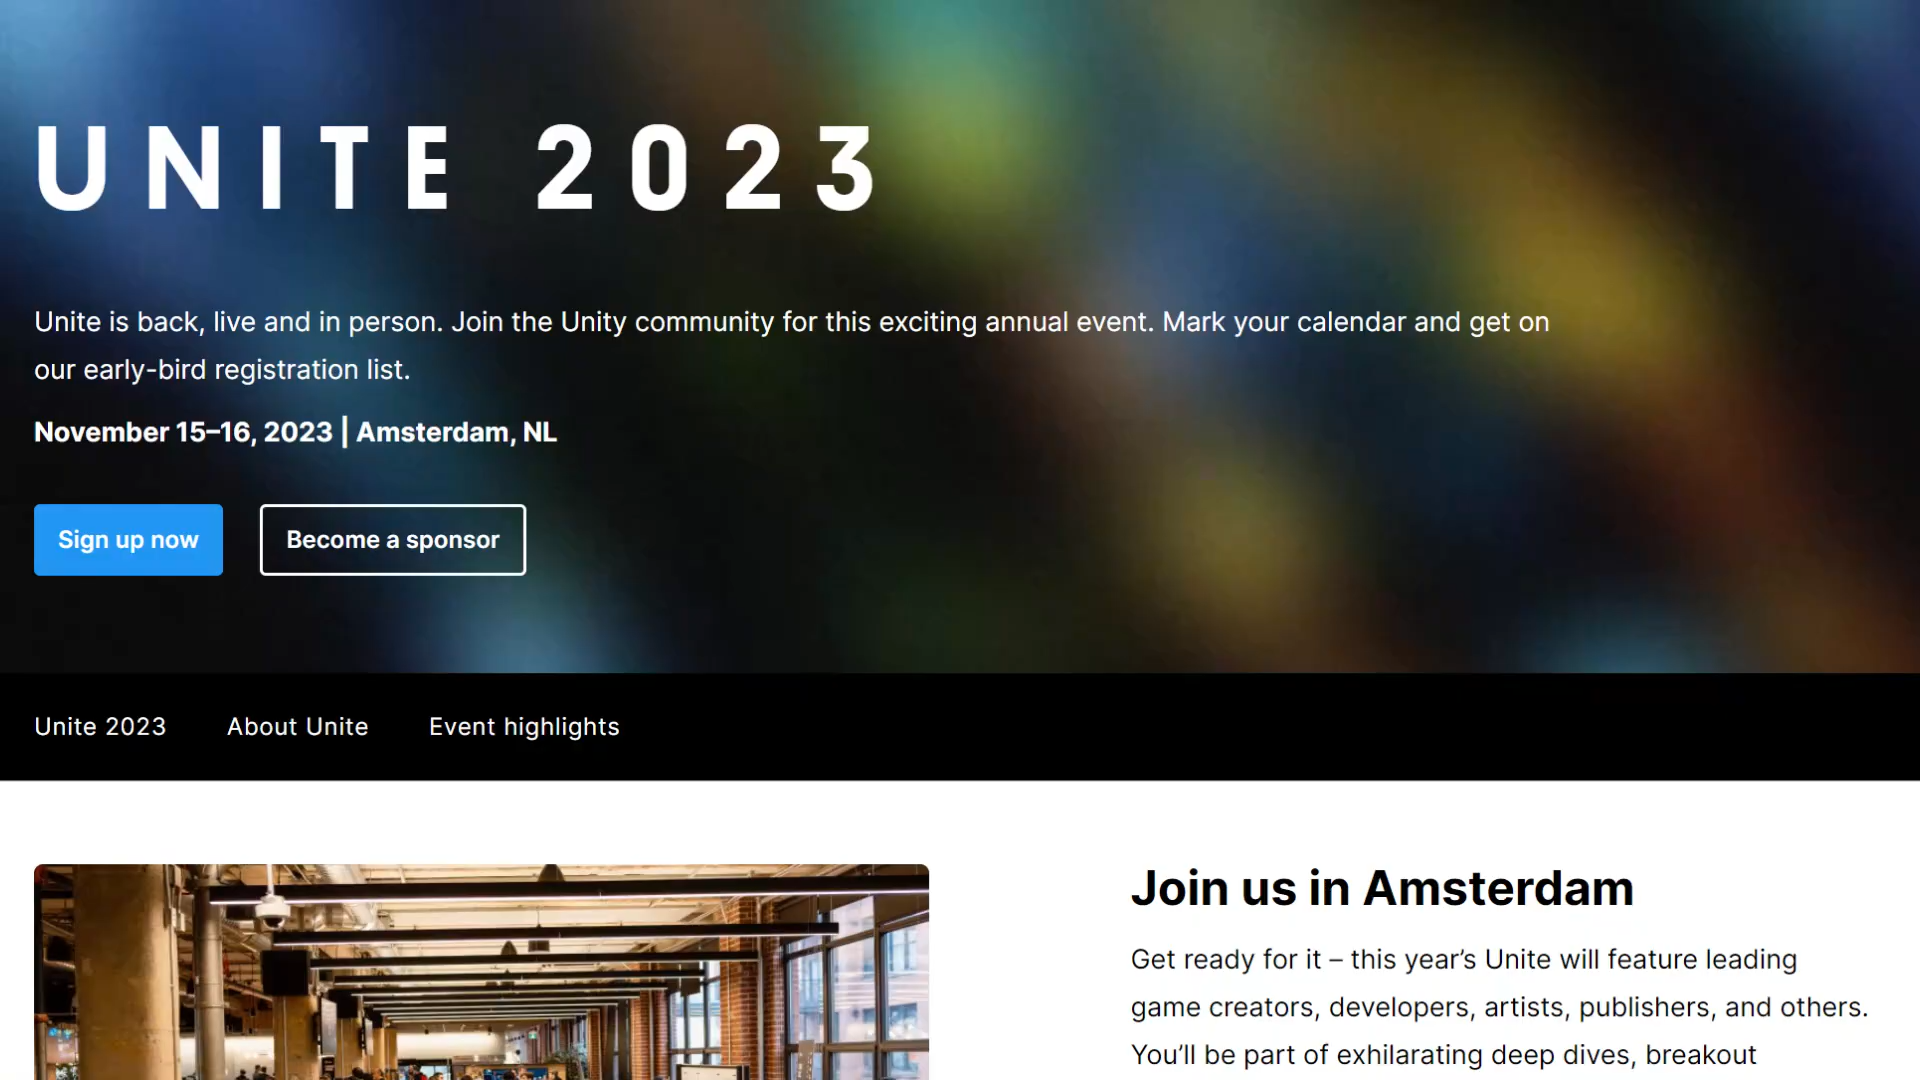 UNITE 2023
Unite is back, live and in person. Join the Unity community for this exciting annual event. Mark your calendar and get on
our early-bird registration list.
November 15–16, 2023 | Amsterdam, NL
Sign up now
Become a sponsor
Unite 2023
About Unite
Event highlights
Join us in Amsterdam
Get ready for it – this year’s Unite will feature leading
game creators, developers, artists, publishers, and others.
You’ll be part of exhilarating deep dives, breakout